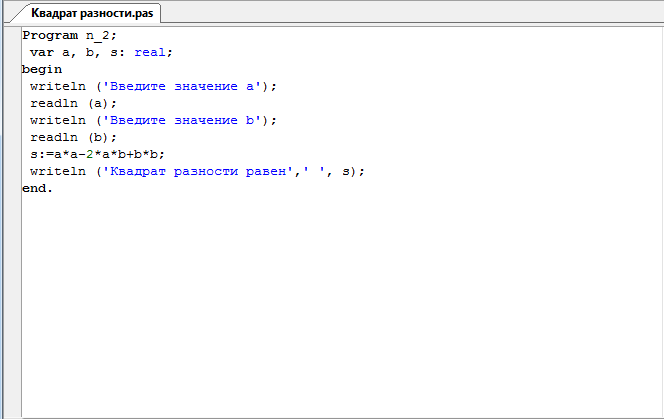 Квадрат разности.pas
Program n_2;
var a, b, s: real;
begin
writeln ('Введите значение a');
readln (a);
writeln ('Введите значение b');
readln (b);
s:=a*a-2*a*b+b*b;
writeln ('Квадрат разности равен',' ', s);
end.